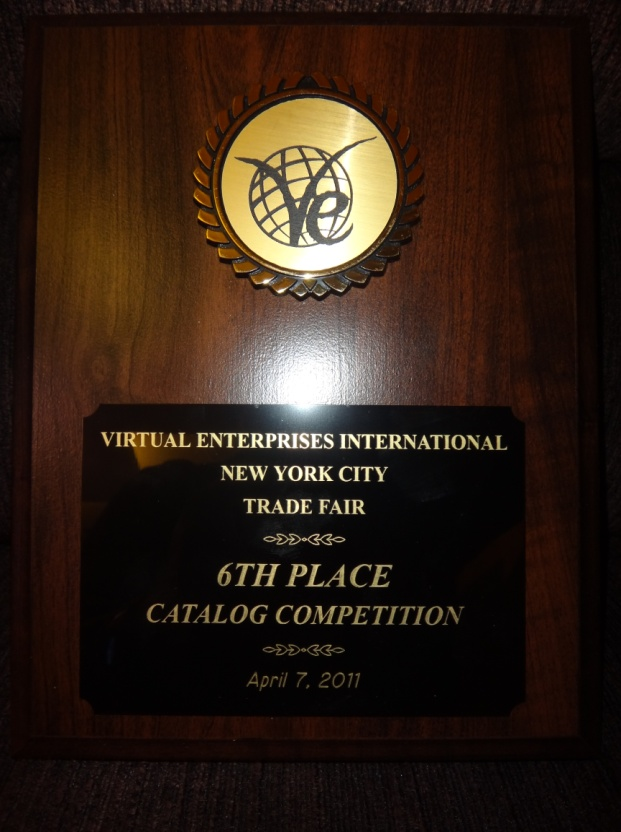 Ve
VIRTUAL ENTERPRISES INTERNATIONAL
NEW YORK CITY
TRADE FAIR
6TH PLACE
CATALOG COMPETITION
April 7, 2011